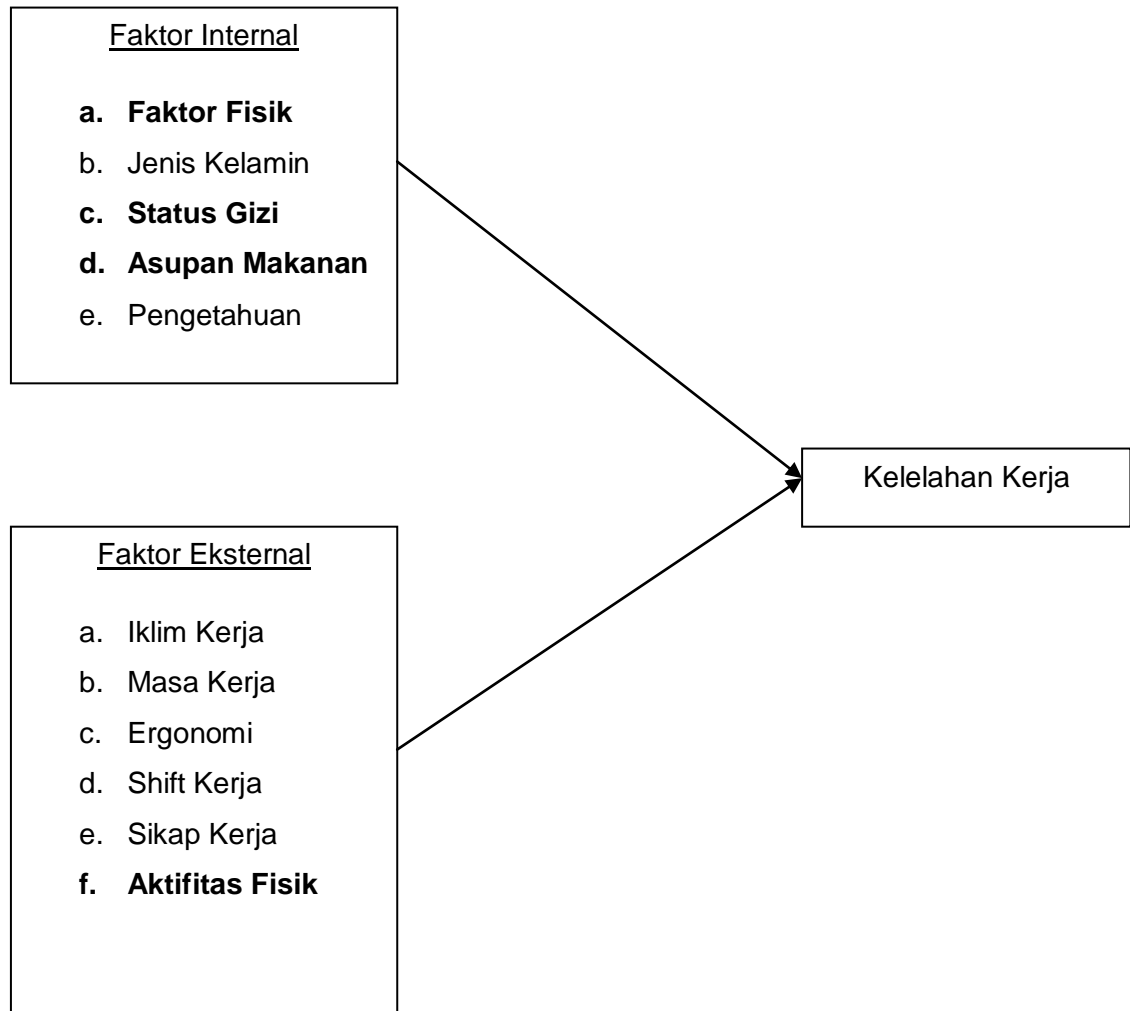 Faktor Internal
a. Faktor Fisik
b. Jenis Kelamin
c. Status Gizi
d. Asupan Makanan
e. Pengetahuan
Kelelahan Kerja
Faktor Eksternal
a. Iklim Kerja
b. Masa Kerja
c. Ergonomi
d. Shift Kerja
e. Sikap Kerja
f. Aktifitas Fisik